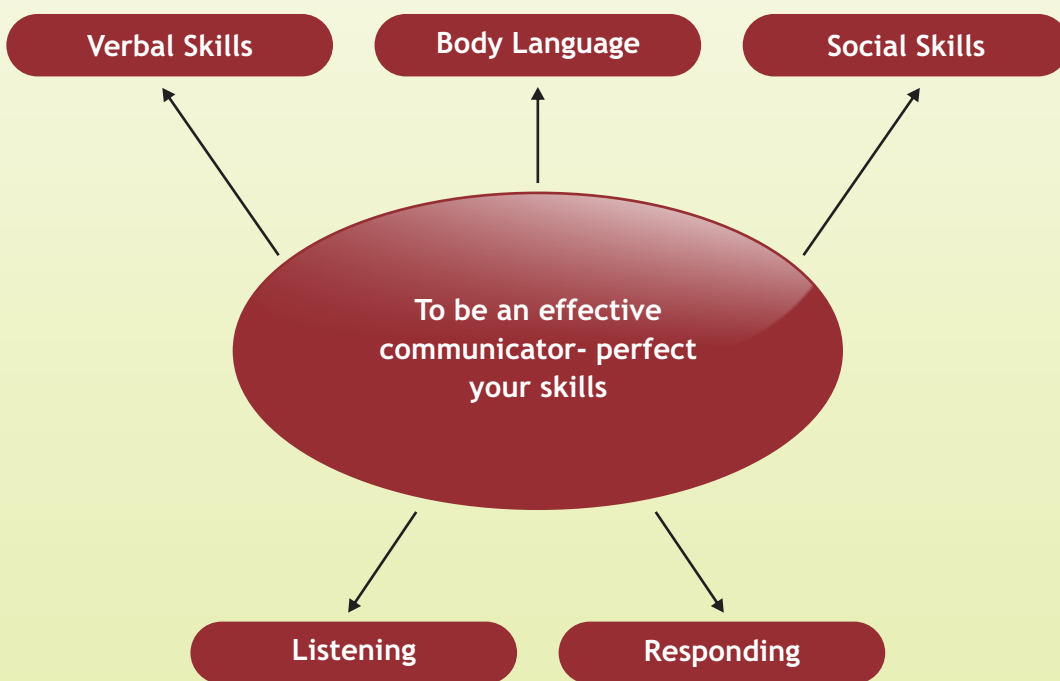 Verbal Skills
Body Language
Social Skills
To be an effective
communicator- perfect
your skills
Listening
Responding